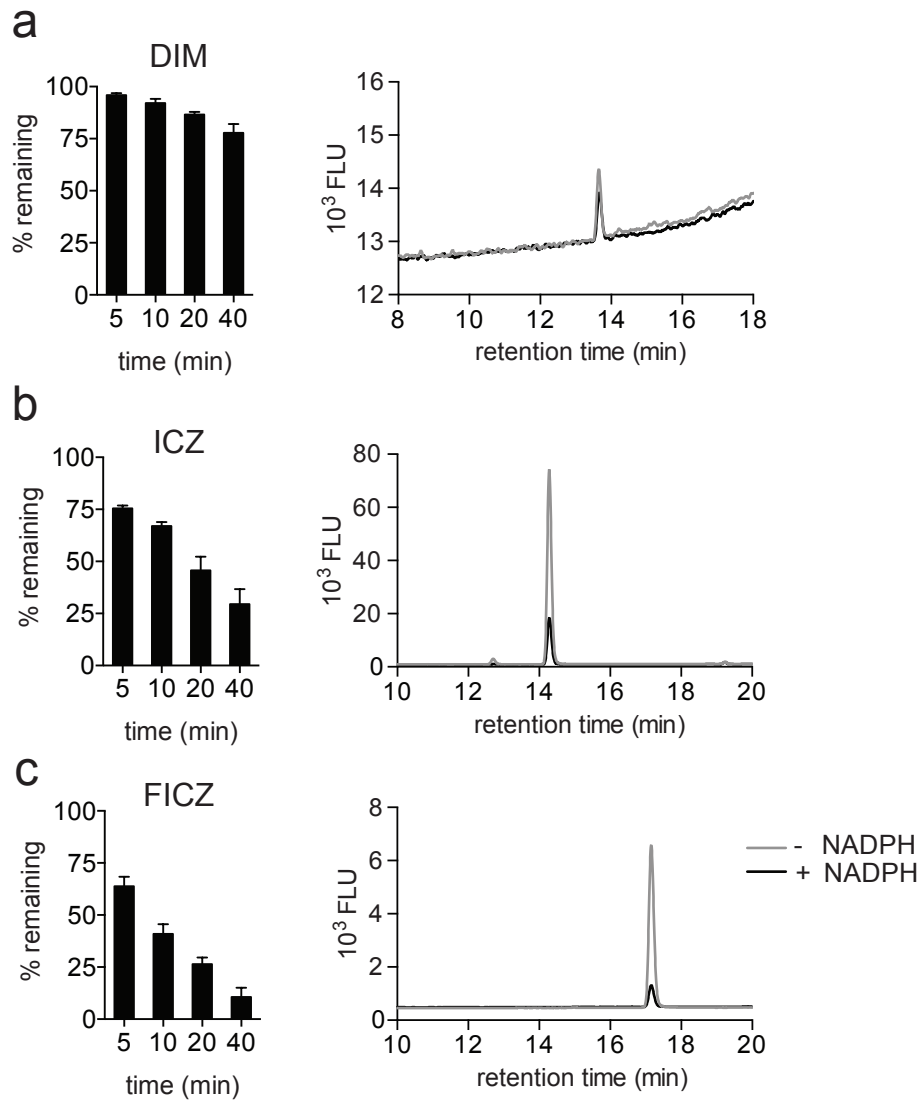 a
DIM
% remaining
100
75
50
25
0
5 10 20 40
time (min)
10³ FLU
16
15
14
13
12
8 10 12 14 16 18
retention time (min)
b
ICZ
% remaining
100
75
50
25
0
5 10 20 40
time (min)
10³ FLU
80
60
40
20
0
10 12 14 16 18 20
retention time (min)
c
FICZ
% remaining
100
75
50
25
0
5 10 20 40
time (min)
10³ FLU
8
6
4
2
0
10 12 14 16 18 20
retention time (min)
- NADPH
+ NADPH